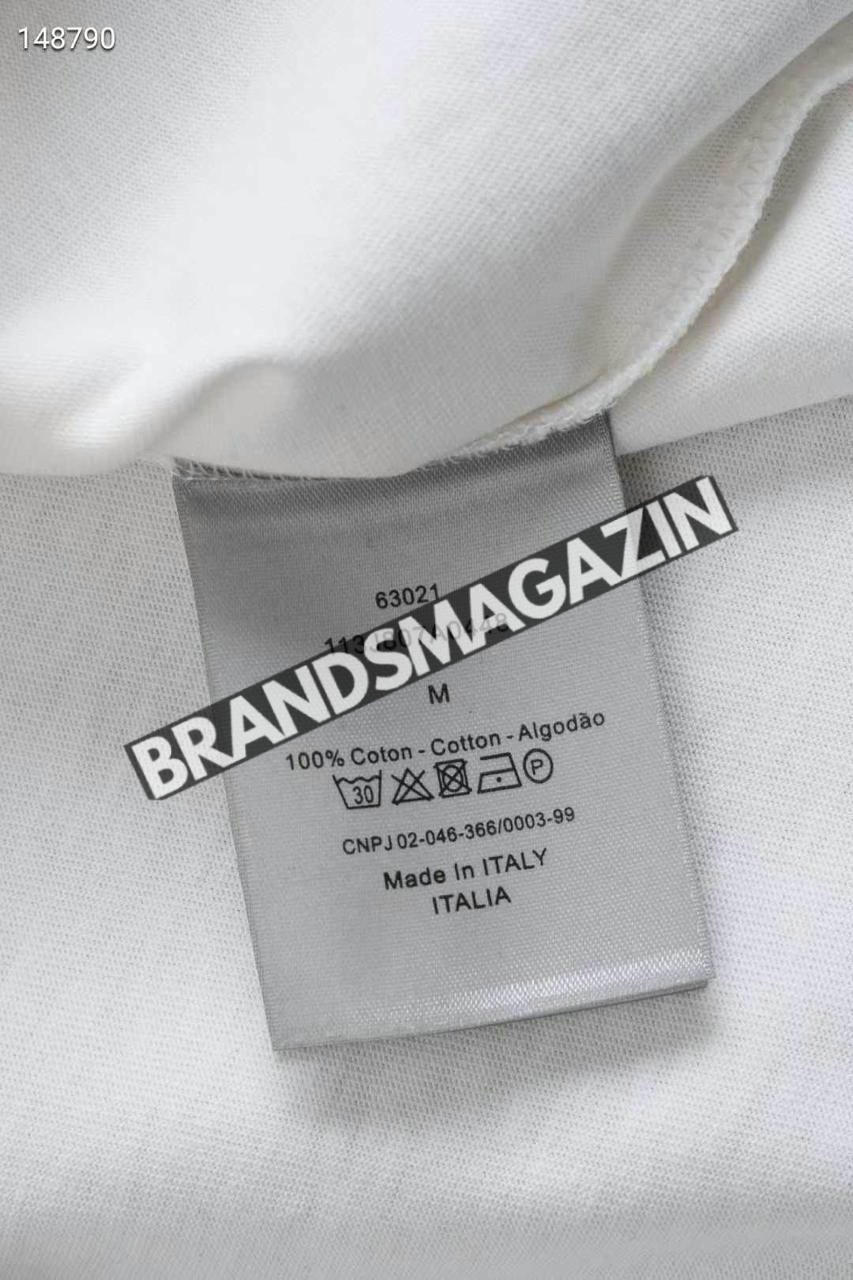 148790
63021
BRANDSMAGAZIN
M
100% Coton - Cotton - Algodão
30
P
CNPJ 02-046-366/0003-99
Made In ITALY
ITALIA